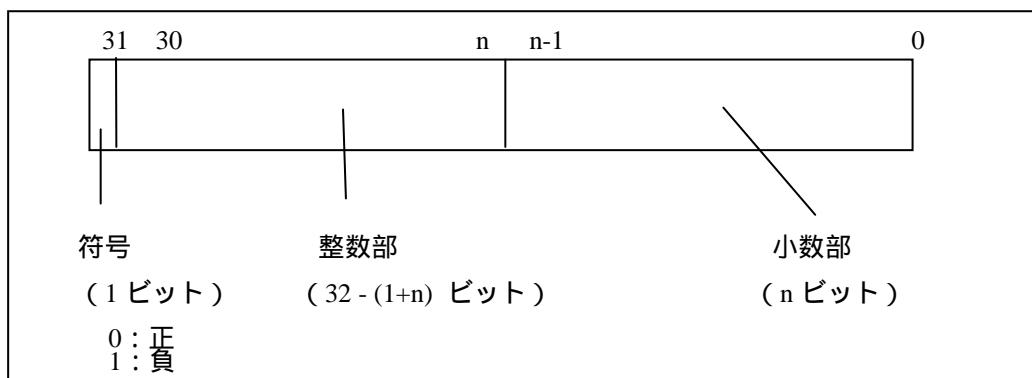 31 30 n n-1 0
符号 整数部 小数部
(1 ビット) (32 - (1+n) ビット) (n ビット)
0:正
1:負